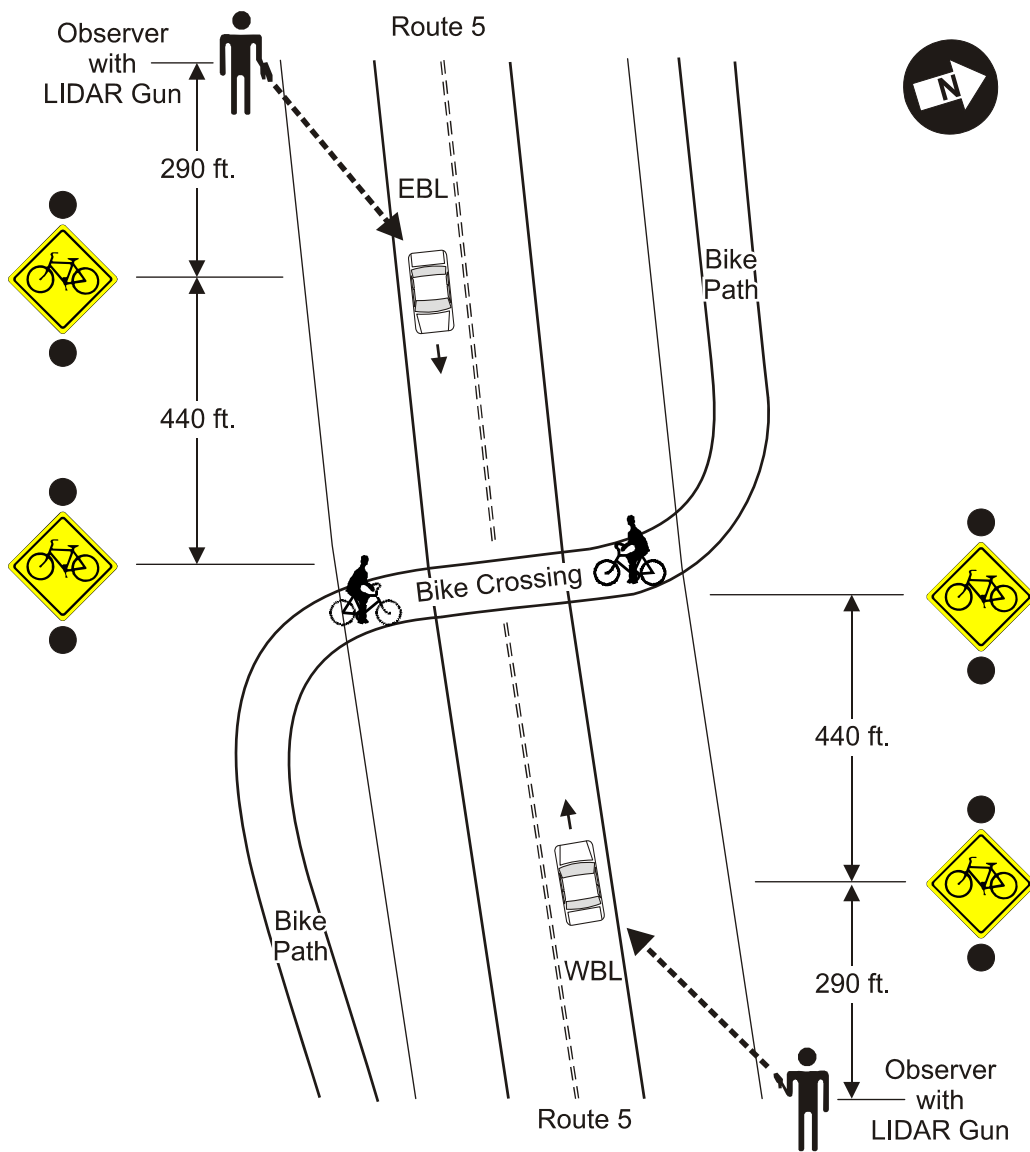 Observer
with
LIDAR Gun
Route 5
N
290 ft.
EBL
Bike
Path
440 ft.
Bike Crossing
440 ft.
Bike
Path
WBL
290 ft.
Observer
with
LIDAR Gun
Route 5